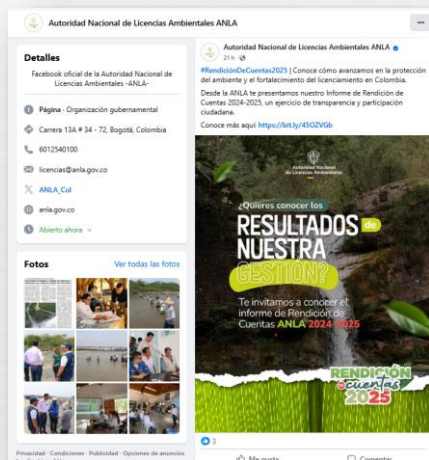 Autoridad Nacional de Licencias Ambientales ANLA
Detalles
Facebook oficial de la Autoridad Nacional de
Licencias Ambientales -ANLA-
Página · Organización gubernamental
Carrera 13A # 34 - 72, Bogotá, Colombia
6012540100
licencias@anla.gov.co
ANLA_Col
anla.gov.co
Abierto ahora
Fotos
Ver todas las fotos
Privacidad · Condiciones · Publicidad · Opciones de anuncios
Autoridad Nacional de Licencias Ambientales ANLA
21 h ·
#RendiciónDeCuentas2025 | Conoce cómo avanzamos en la protección
del ambiente y el fortalecimiento del licenciamiento en Colombia.
Desde la ANLA te presentamos nuestro Informe de Rendición de
Cuentas 2024-2025, un ejercicio de transparencia y participación
ciudadana.
Conoce más aquí: https://bit.ly/45OZVGb
Autoridad Nacional
de Licencias Ambientales
¿Quieres conocer los
RESULTADOS de
NUESTRA
GESTIÓN?
Te invitamos a conocer el
informe de Rendición de
Cuentas ANLA 2024-2025
RENDICIÓN
de cuentas
2025
3
Me gusta
Comentar